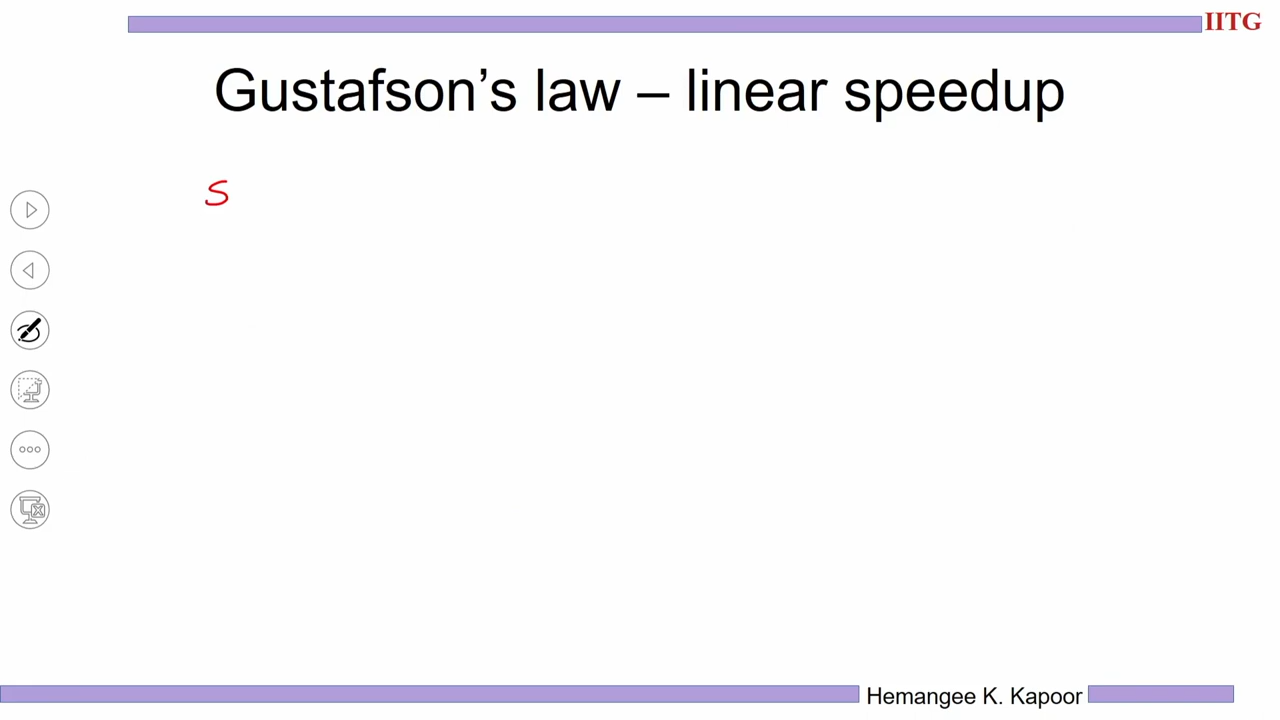 IITG
Gustafson’s law – linear speedup
S
Hemangee K. Kapoor